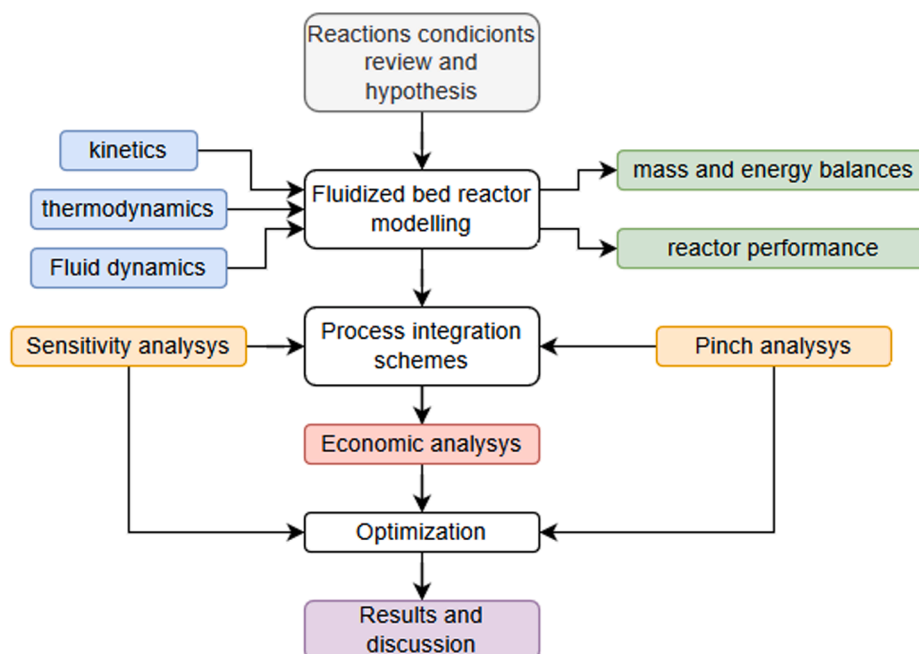 Reactions condicionts
review and
hypothesis
kinetics
thermodynamics
Fluid dynamics
Fluidized bed reactor
modelling
mass and energy balances
reactor performance
Sensitivity analysys
Process integration
schemes
Pinch analysys
Economic analysys
Optimization
Results and
discussion